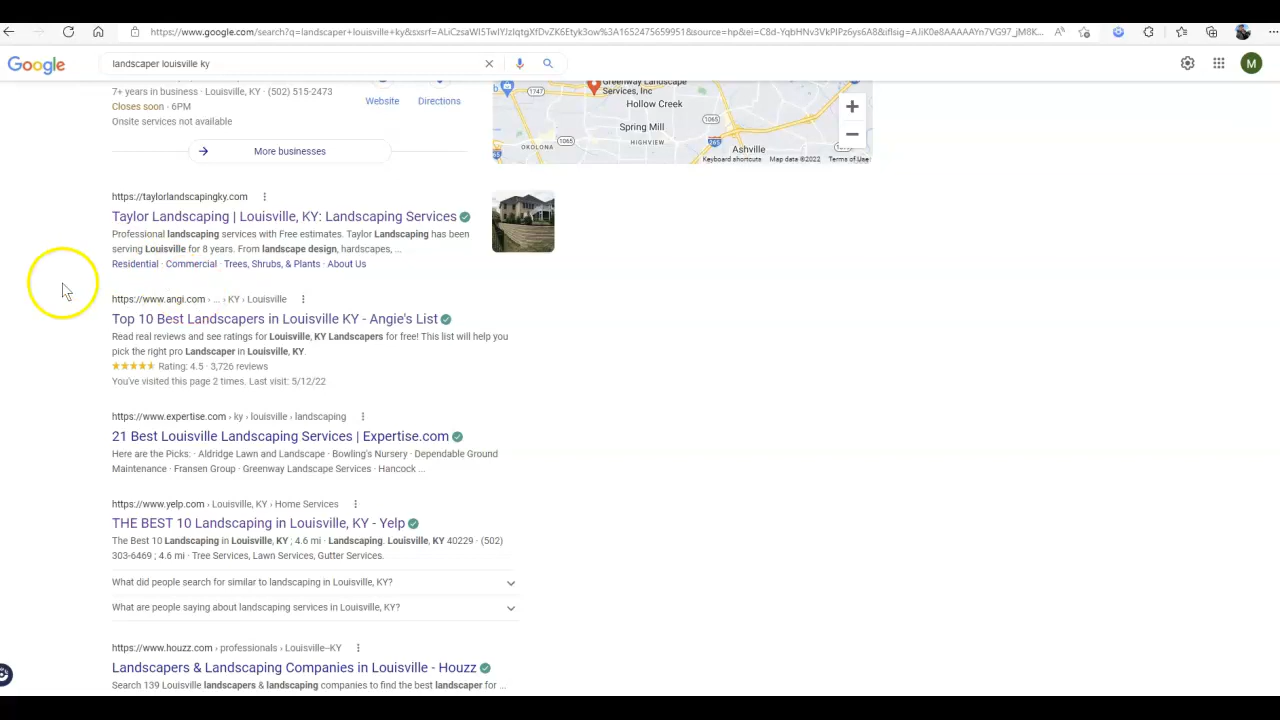 https://www.google.com/search?q=landscaper+louisville+ky&sxsrf=ALiCzsaWI5TwIYJzIqtgXfDvZK6Etyk3ow%3A1652475659951&source=hp&ei=C8d-YqbHNv3VkPIPz6ys6A8&iflsig=AJiK0e8AAAAAYn7VG97_jM8K...
Google
landscaper louisville ky
M
7+ years in business · Louisville, KY · (502) 515-2473
Closes soon · 6PM
Onsite services not available
Website
Directions
More businesses
Greenway Landscape
Services, Inc
1747
Hollow Creek
1065
Spring Mill
OKOLONA
1065
HIGHVIEW
265
Ashville
Keyboard shortcuts
Map data ©2022
Terms of Use
https://taylorlandscapingky.com
Taylor Landscaping | Louisville, KY: Landscaping Services
Professional landscaping services with Free estimates. Taylor Landscaping has been
serving Louisville for 8 years. From landscape design, hardscapes, ...
Residential · Commercial · Trees, Shrubs, & Plants · About Us
https://www.angi.com › ... › KY › Louisville
Top 10 Best Landscapers in Louisville KY - Angie's List
Read real reviews and see ratings for Louisville, KY Landscapers for free! This list will help you
pick the right pro Landscaper in Louisville, KY.
Rating: 4.5 · 3,726 reviews
You've visited this page 2 times. Last visit: 5/12/22
https://www.expertise.com › ky › louisville › landscaping
21 Best Louisville Landscaping Services | Expertise.com
Here are the Picks: · Aldridge Lawn and Landscape · Bowling's Nursery · Dependable Ground
Maintenance · Fransen Group · Greenway Landscape Services · Hancock ...
https://www.yelp.com › Louisville, KY › Home Services
THE BEST 10 Landscaping in Louisville, KY - Yelp
The Best 10 Landscaping in Louisville, KY ; 4.6 mi · Landscaping. Louisville, KY 40229 · (502)
303-6469 ; 4.6 mi · Tree Services, Lawn Services, Gutter Services.
What did people search for similar to landscaping in Louisville, KY?
What are people saying about landscaping services in Louisville, KY?
https://www.houzz.com › professionals › Louisville--KY
Landscapers & Landscaping Companies in Louisville - Houzz
Search 139 Louisville landscapers & landscaping companies to find the best landscaper for ...